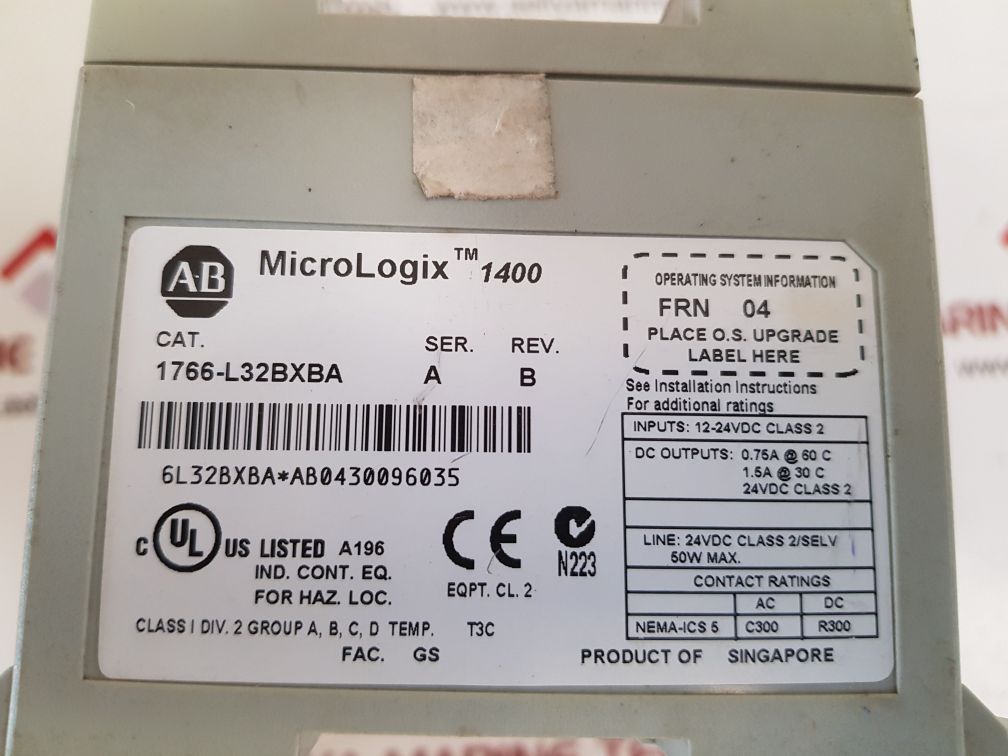 A-B
MicroLogix™ 1400
CAT.
SER.
REV.
1766-L32BXBA
A
B
6L32BXBA*AB0430096035
C UL US LISTED A196
IND. CONT. EQ.
FOR HAZ. LOC.
CE
EQPT. CL. 2
N223
CLASS I DIV. 2 GROUP A, B, C, D TEMP. T3C
FAC. GS
OPERATING SYSTEM INFORMATION
FRN 04
PLACE O.S. UPGRADE
LABEL HERE
See Installation Instructions
For additional ratings
INPUTS: 12-24VDC CLASS 2
DC OUTPUTS: 0.75A @ 60 C
1.5A @ 30 C
24VDC CLASS 2
LINE: 24VDC CLASS 2/SELV
50W MAX.
CONTACT RATINGS
AC DC
NEMA-ICS 5 C300 R300
PRODUCT OF SINGAPORE